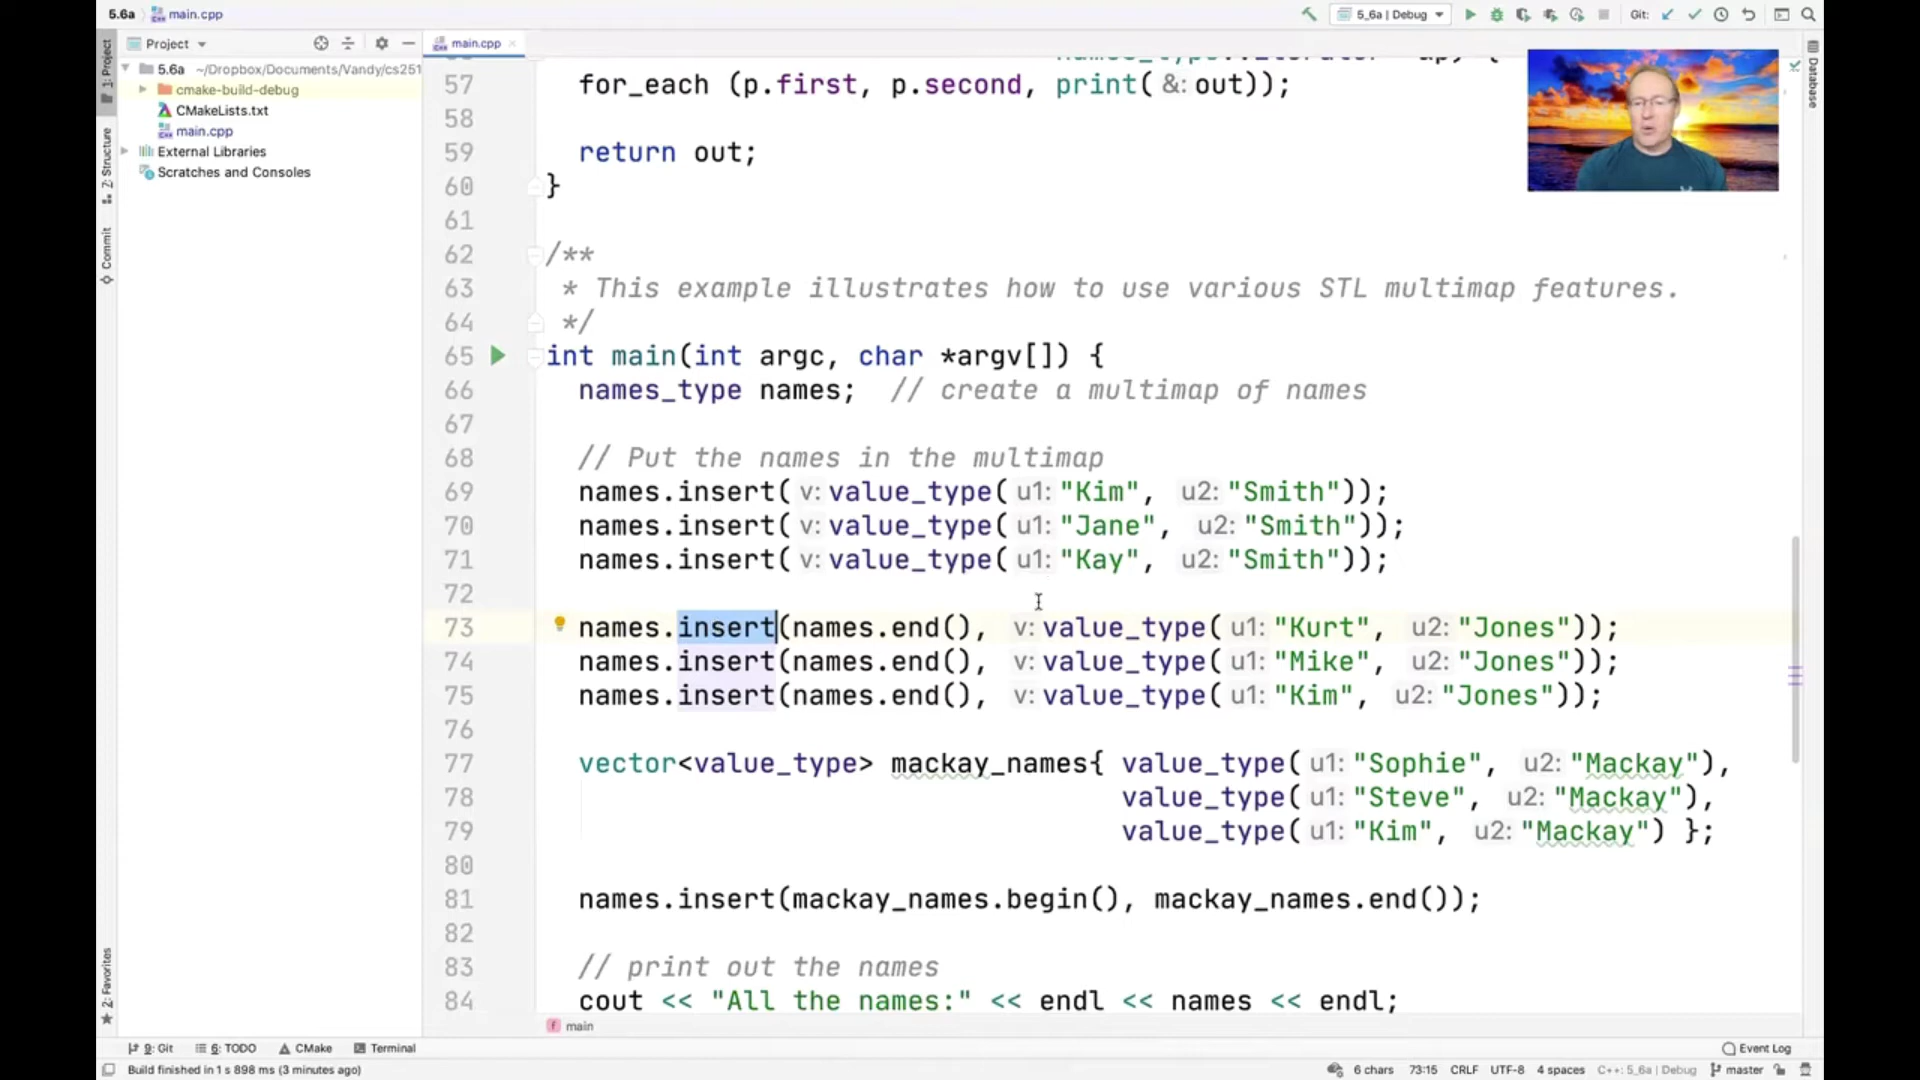 5.6a main.cpp
5_6a | Debug
Git:
Project
main.cpp
1: Project
Z: Structure
Commit
2: Favorites
Database
5.6a ~/Dropbox/Documents/Vandy/cs251
cmake-build-debug
CMakeLists.txt
main.cpp
External Libraries
Scratches and Consoles
57 for_each (p.first, p.second, print( &: out));
58
59 return out;
60 }
61
62 /**
63 * This example illustrates how to use various STL multimap features.
64 */
65 int main(int argc, char *argv[]) {
66 names_type names; // create a multimap of names
67
68 // Put the names in the multimap
69 names.insert( v: value_type( u1: "Kim", u2: "Smith"));
70 names.insert( v: value_type( u1: "Jane", u2: "Smith"));
71 names.insert( v: value_type( u1: "Kay", u2: "Smith"));
72
73 names.insert(names.end(), v: value_type( u1: "Kurt", u2: "Jones"));
74 names.insert(names.end(), v: value_type( u1: "Mike", u2: "Jones"));
75 names.insert(names.end(), v: value_type( u1: "Kim", u2: "Jones"));
76
77 vector<value_type> mackay_names{ value_type( u1: "Sophie", u2: "Mackay"),
78 value_type( u1: "Steve", u2: "Mackay"),
79 value_type( u1: "Kim", u2: "Mackay") };
80
81 names.insert(mackay_names.begin(), mackay_names.end());
82
83 // print out the names
84 cout << "All the names:" << endl << names << endl;
f main
9: Git 6: TODO CMake Terminal Event Log
Build finished in 1 s 898 ms (3 minutes ago) 6 chars 73:15 CRLF UTF-8 4 spaces C++: 5_6a | Debug master